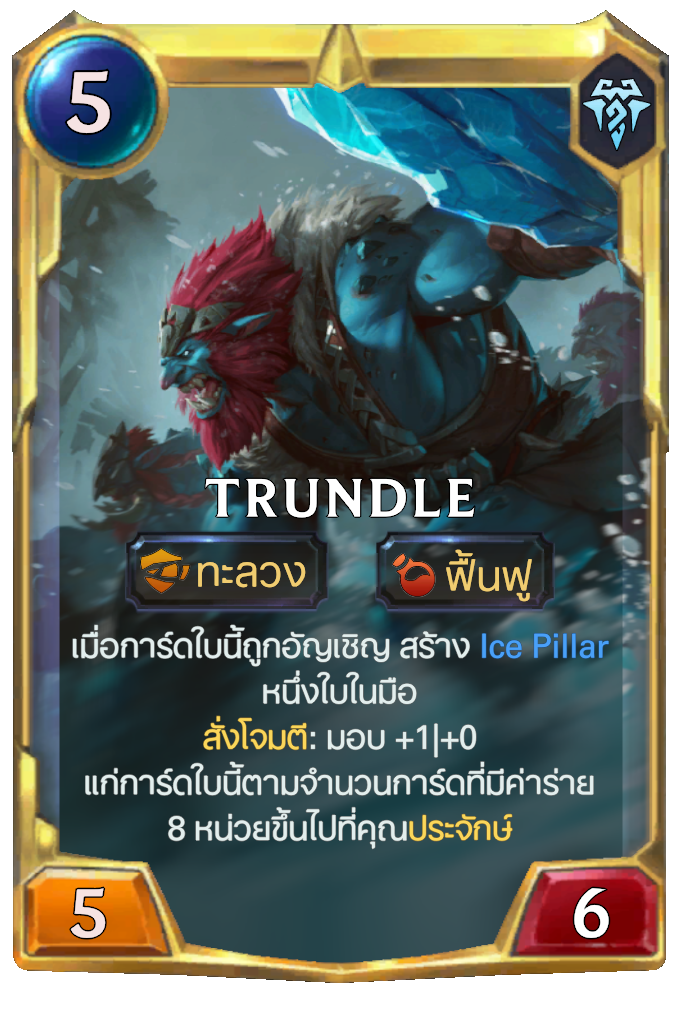 5
TRUNDLE
ทะลวง ฟื้นฟู
เมื่อการ์ดใบนี้ถูกอัญเชิญ สร้าง Ice Pillar
หนึ่งใบในมือ
สั่งโจมตี: มอบ +1|+0
แก่การ์ดใบนี้ตามจำนวนการ์ดที่มีค่าร่าย
8 หน่วยขึ้นไปที่คุณประจักษ์
5 6